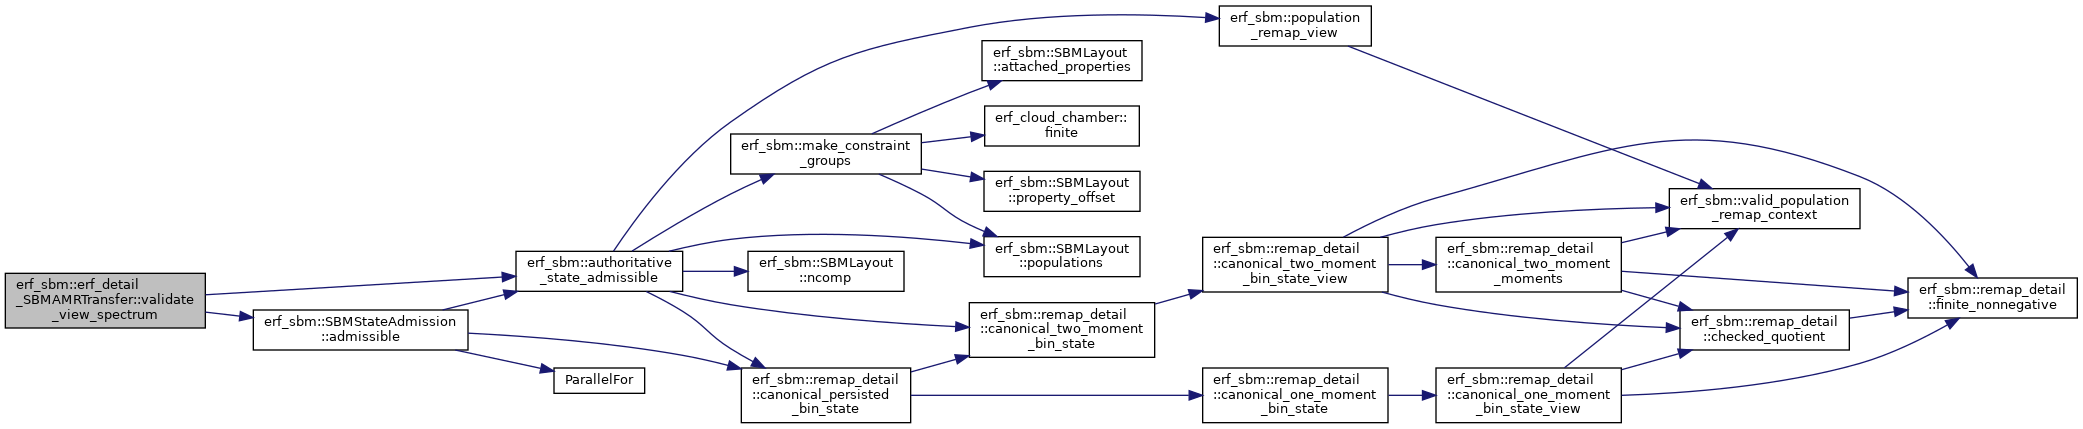 erf_sbm::erf_detail
_SBMAMRTransfer::validate
_view_spectrum
erf_sbm::SBMStateAdmission
::admissible
erf_sbm::authoritative
_state_admissible
ParallelFor
erf_sbm::make_constraint
_groups
erf_sbm::SBMLayout
::ncomp
erf_sbm::remap_detail
::canonical_persisted
_bin_state
erf_sbm::SBMLayout
::attached_properties
erf_cloud_chamber::
finite
erf_sbm::SBMLayout
::property_offset
erf_sbm::SBMLayout
::populations
erf_sbm::remap_detail
::canonical_two_moment
_bin_state
erf_sbm::population
_remap_view
erf_sbm::remap_detail
::canonical_two_moment
_bin_state_view
erf_sbm::remap_detail
::canonical_one_moment
_bin_state
erf_sbm::remap_detail
::canonical_two_moment
_moments
erf_sbm::remap_detail
::canonical_one_moment
_bin_state_view
erf_sbm::valid_population
_remap_context
erf_sbm::remap_detail
::checked_quotient
erf_sbm::remap_detail
::finite_nonnegative